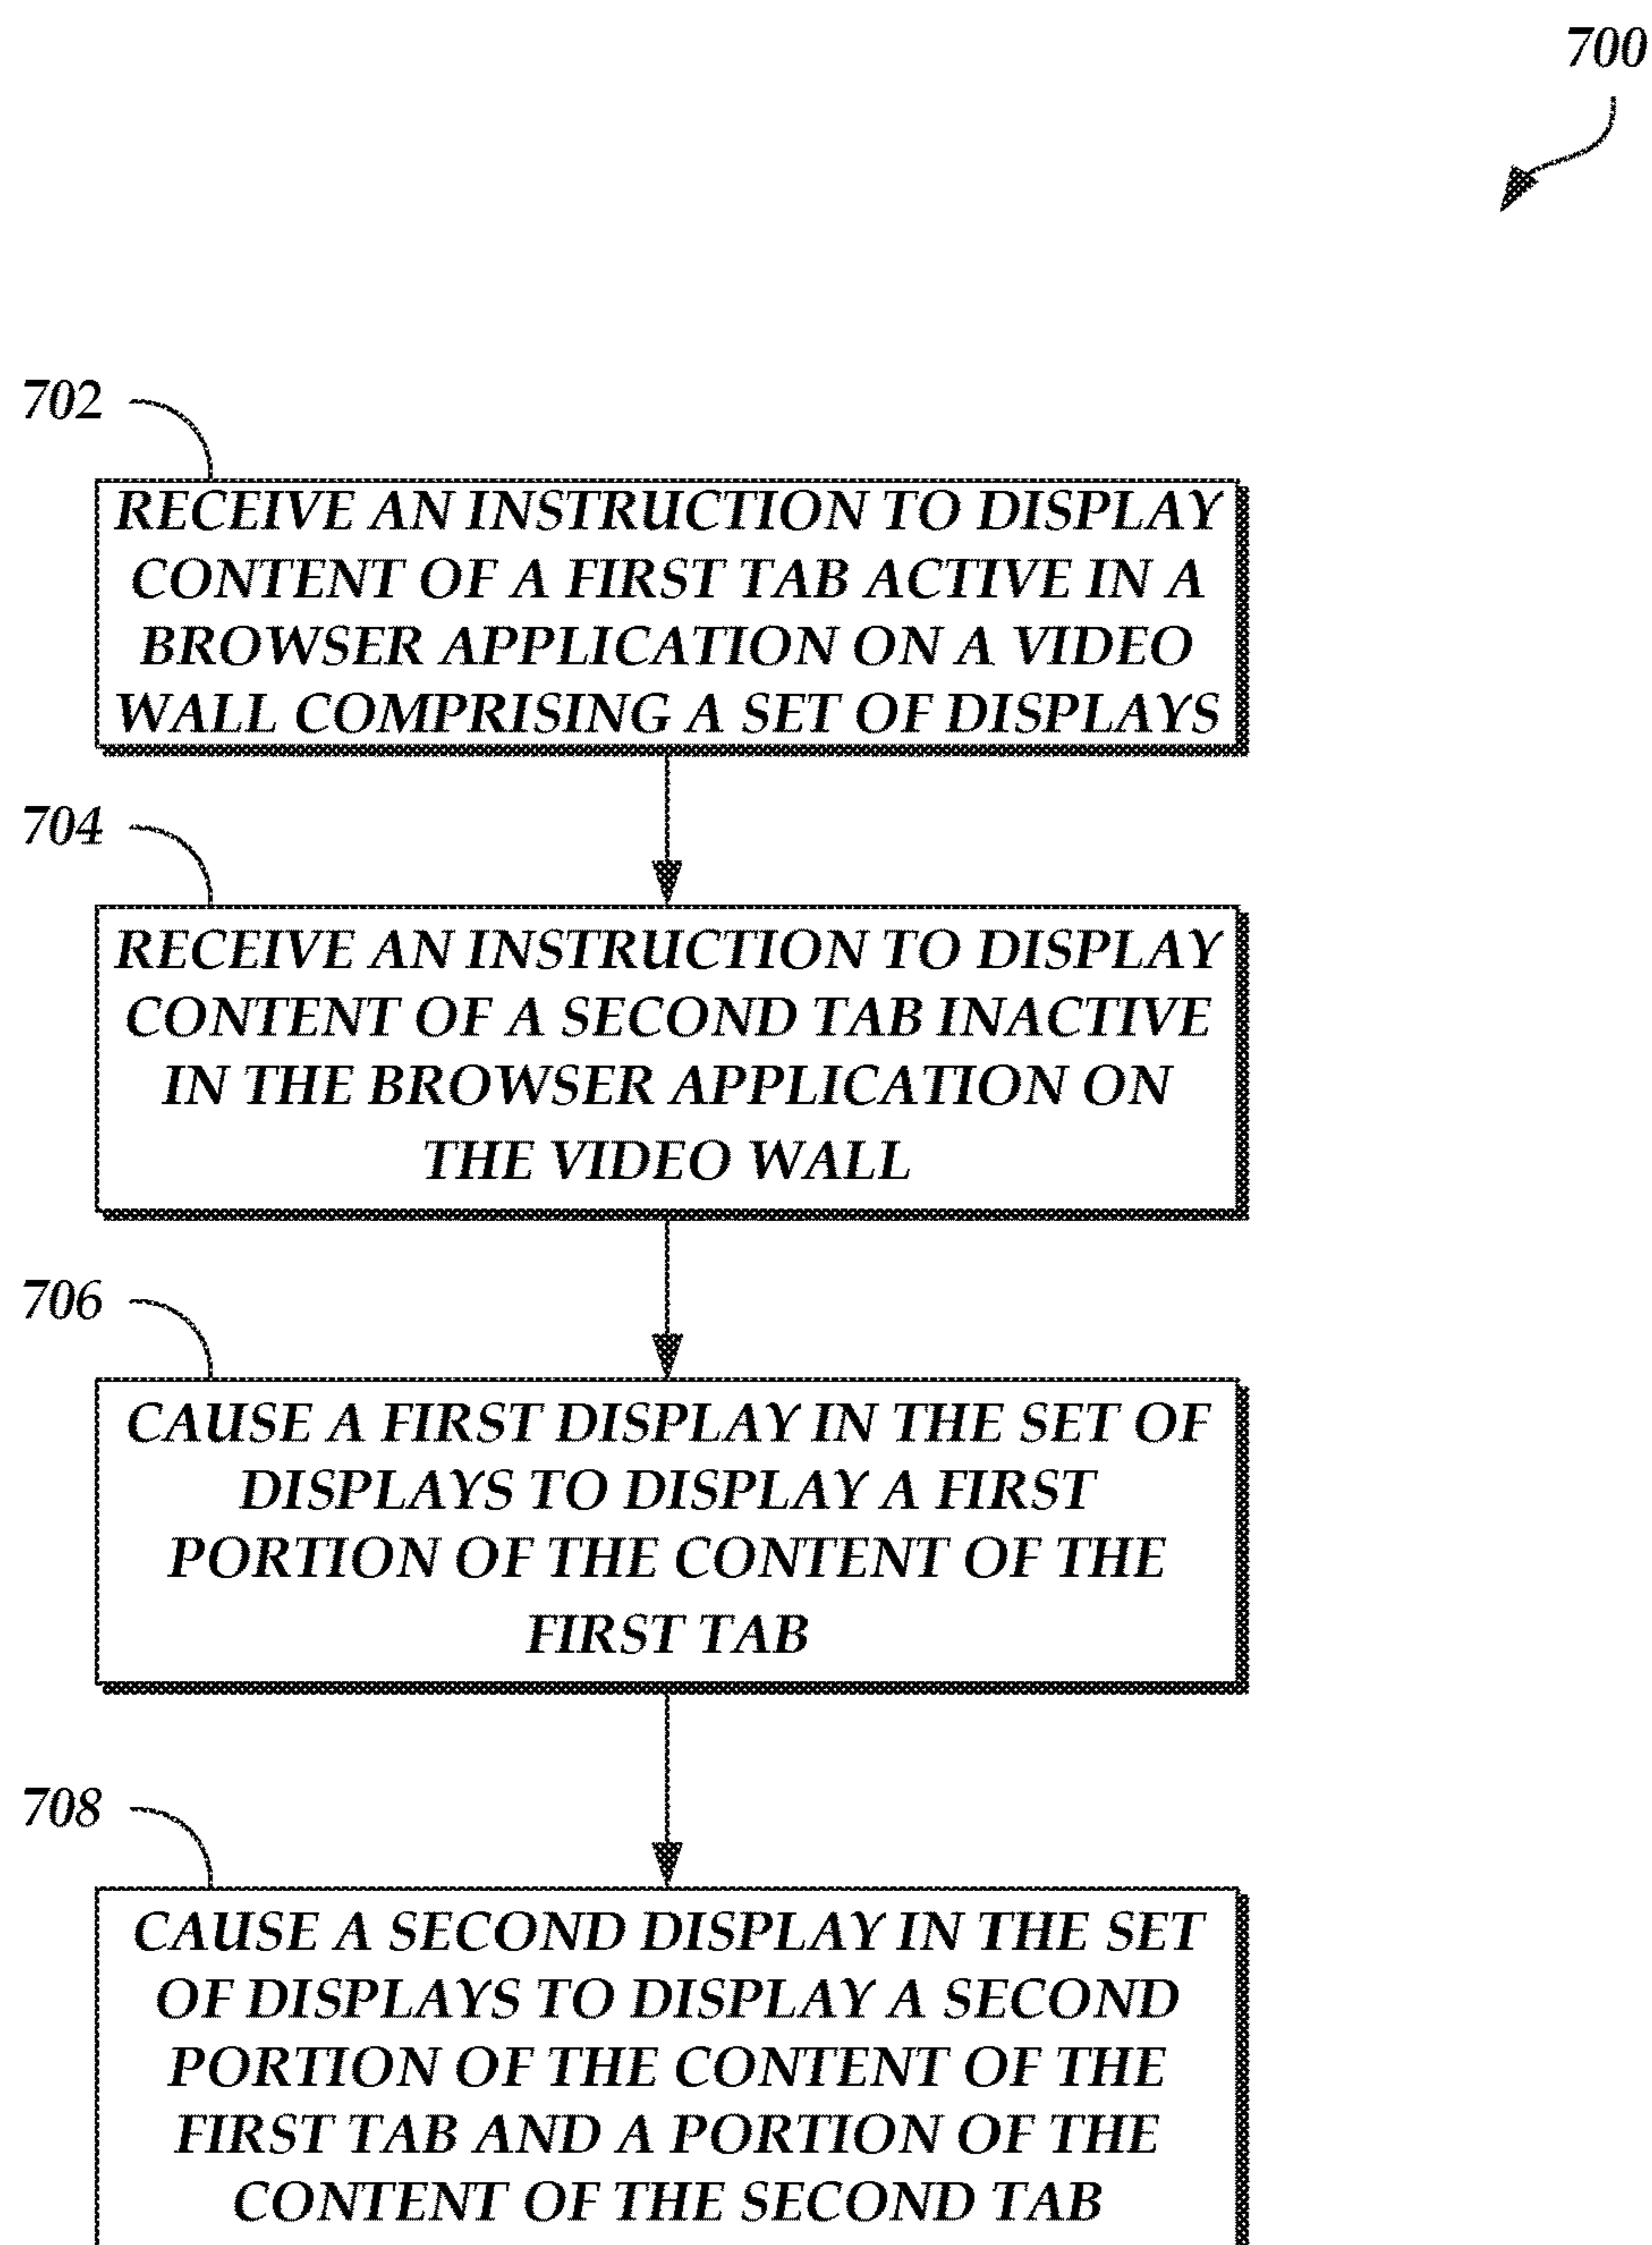 700
702
RECEIVE AN INSTRUCTION TO DISPLAY
CONTENT OF A FIRST TAB ACTIVE IN A
BROWSER APPLICATION ON A VIDEO
WALL COMPRISING A SET OF DISPLAYS
704
RECEIVE AN INSTRUCTION TO DISPLAY
CONTENT OF A SECOND TAB INACTIVE
IN THE BROWSER APPLICATION ON
THE VIDEO WALL
706
CAUSE A FIRST DISPLAY IN THE SET OF
DISPLAYS TO DISPLAY A FIRST
PORTION OF THE CONTENT OF THE
FIRST TAB
708
CAUSE A SECOND DISPLAY IN THE SET
OF DISPLAYS TO DISPLAY A SECOND
PORTION OF THE CONTENT OF THE
FIRST TAB AND A PORTION OF THE
CONTENT OF THE SECOND TAB